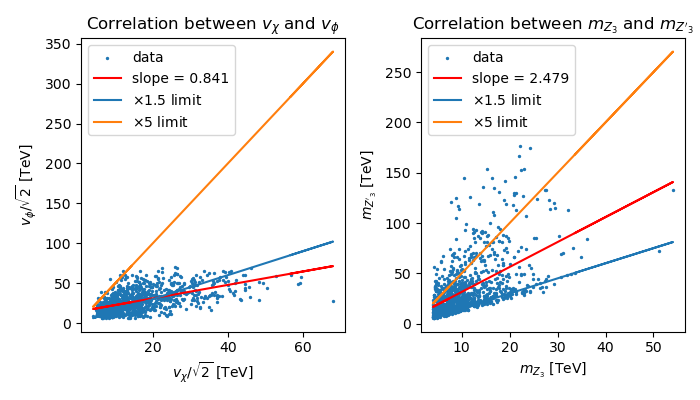 Correlation between $v_\chi$ and $v_\phi$
350
300
250
200
150
100
50
0
$v_\phi/\sqrt{2}$ [TeV]
data
slope = 0.841
×1.5 limit
×5 limit
20
40
60
$v_\chi/\sqrt{2}$ [TeV]
Correlation between $m_{Z_3}$ and $m_{Z'_3}$
250
200
150
100
50
0
$m_{Z'_3}$ [TeV]
data
slope = 2.479
×1.5 limit
×5 limit
10
20
30
40
50
$m_{Z_3}$ [TeV]